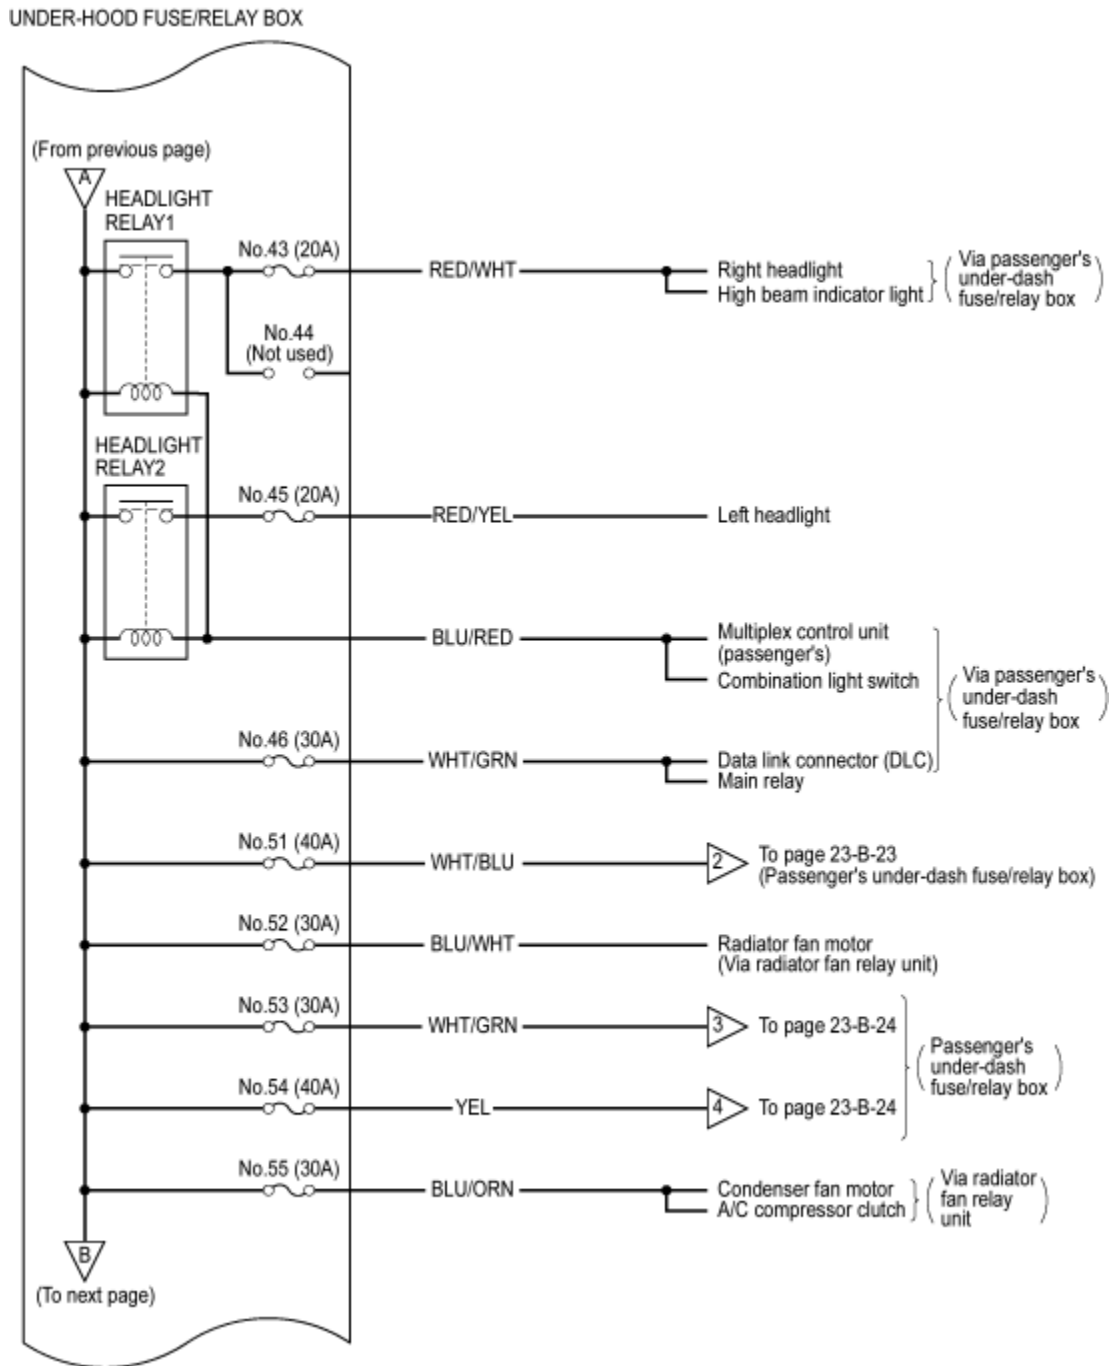 UNDER-HOOD FUSE/RELAY BOX
(From previous page)
A
HEADLIGHT
RELAY1
No.43 (20A)
RED/WHT
Right headlight
High beam indicator light
(Via passenger's
under-dash
fuse/relay box)
No.44
(Not used)
HEADLIGHT
RELAY2
No.45 (20A)
RED/YEL
Left headlight
BLU/RED
Multiplex control unit
(passenger's)
Combination light switch
(Via passenger's
under-dash
fuse/relay box)
No.46 (30A)
WHT/GRN
Data link connector (DLC)
Main relay
No.51 (40A)
WHT/BLU
2
To page 23-B-23
(Passenger's under-dash fuse/relay box)
No.52 (30A)
BLU/WHT
Radiator fan motor
(Via radiator fan relay unit)
No.53 (30A)
WHT/GRN
3
To page 23-B-24
(Passenger's
under-dash
fuse/relay box)
No.54 (40A)
YEL
4
To page 23-B-24
No.55 (30A)
BLU/ORN
Condenser fan motor
A/C compressor clutch
(Via radiator
fan relay
unit)
B
(To next page)